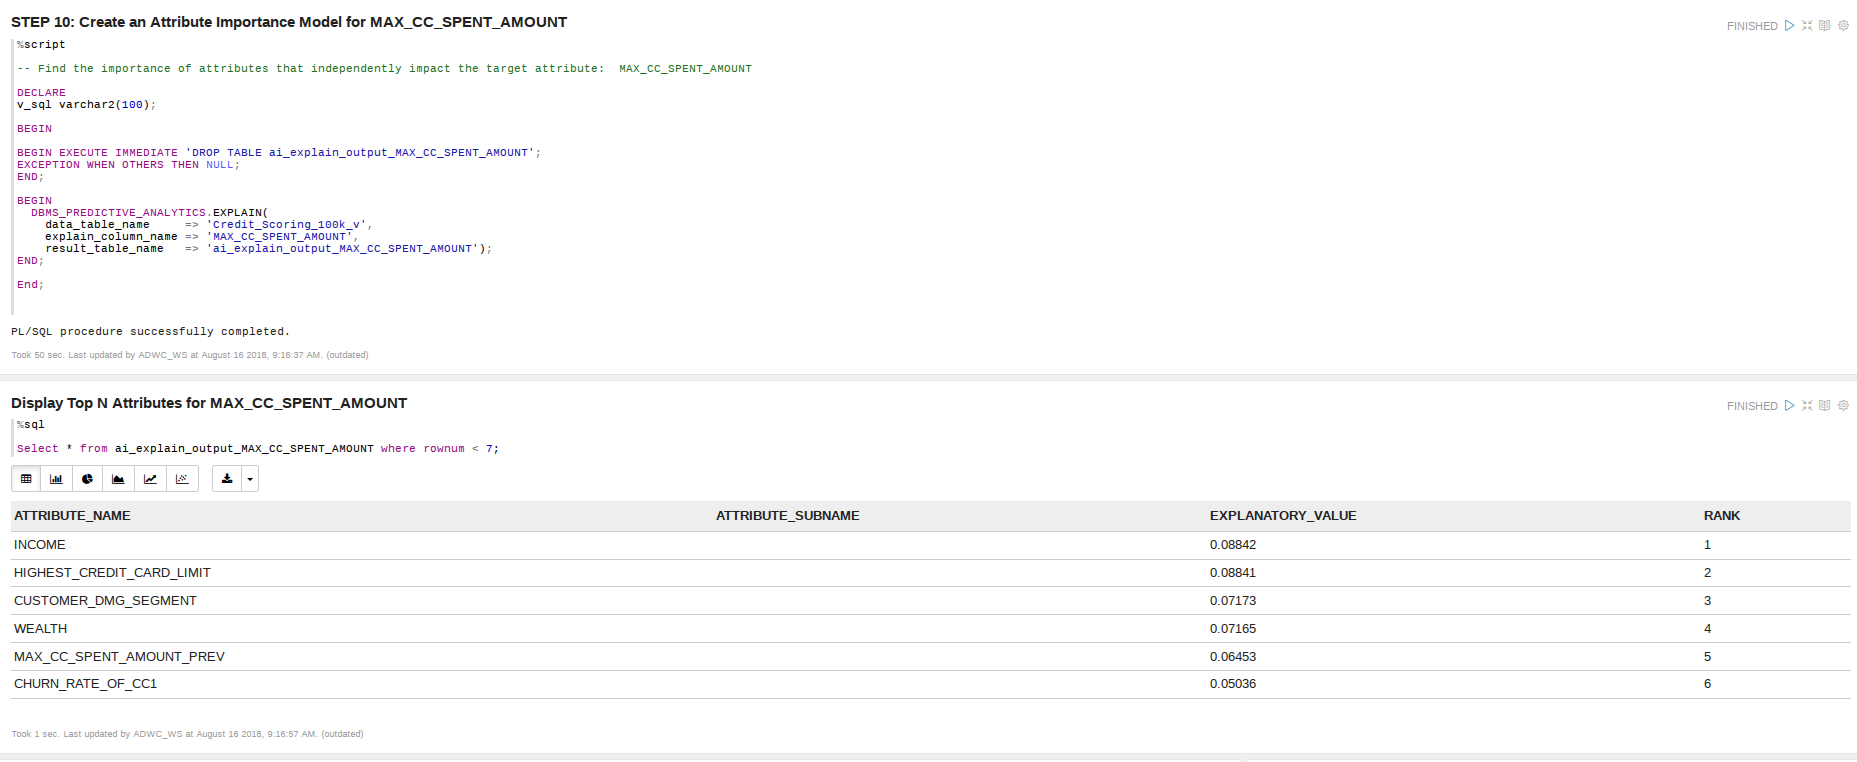 STEP 10: Create an Attribute Importance Model for MAX_CC_SPENT_AMOUNT
FINISHED
%script
-- Find the importance of attributes that independently impact the target attribute:  MAX_CC_SPENT_AMOUNT
DECLARE
v_sql varchar2(100);
BEGIN
BEGIN EXECUTE IMMEDIATE 'DROP TABLE ai_explain_output_MAX_CC_SPENT_AMOUNT';
EXCEPTION WHEN OTHERS THEN NULL;
END;
BEGIN
  DBMS_PREDICTIVE_ANALYTICS.EXPLAIN(
    data_table_name     => 'Credit_Scoring_100k_v',
    explain_column_name => 'MAX_CC_SPENT_AMOUNT',
    result_table_name   => 'ai_explain_output_MAX_CC_SPENT_AMOUNT');
END;
End;
PL/SQL procedure successfully completed.
Took 50 sec. Last updated by ADWC_WS at August 16 2018, 9:16:37 AM. (outdated)
Display Top N Attributes for MAX_CC_SPENT_AMOUNT
FINISHED
%sql
Select * from ai_explain_output_MAX_CC_SPENT_AMOUNT where rownum < 7;
ATTRIBUTE_NAME ATTRIBUTE_SUBNAME EXPLANATORY_VALUE RANK
INCOME 0.08842 1
HIGHEST_CREDIT_CARD_LIMIT 0.08841 2
CUSTOMER_DMG_SEGMENT 0.07173 3
WEALTH 0.07165 4
MAX_CC_SPENT_AMOUNT_PREV 0.06453 5
CHURN_RATE_OF_CC1 0.05036 6
Took 1 sec. Last updated by ADWC_WS at August 16 2018, 9:16:57 AM. (outdated)